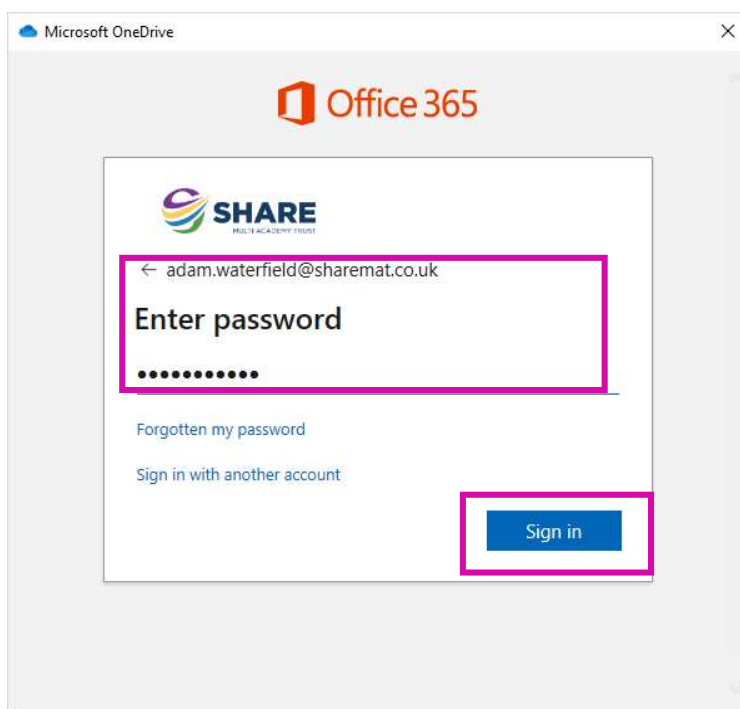 Microsoft OneDrive
Office 365
SHARE
MULTI ACADEMY TRUST
← adam.waterfield@sharemat.co.uk
Enter password
•••••••••••
Forgotten my password
Sign in with another account
Sign in